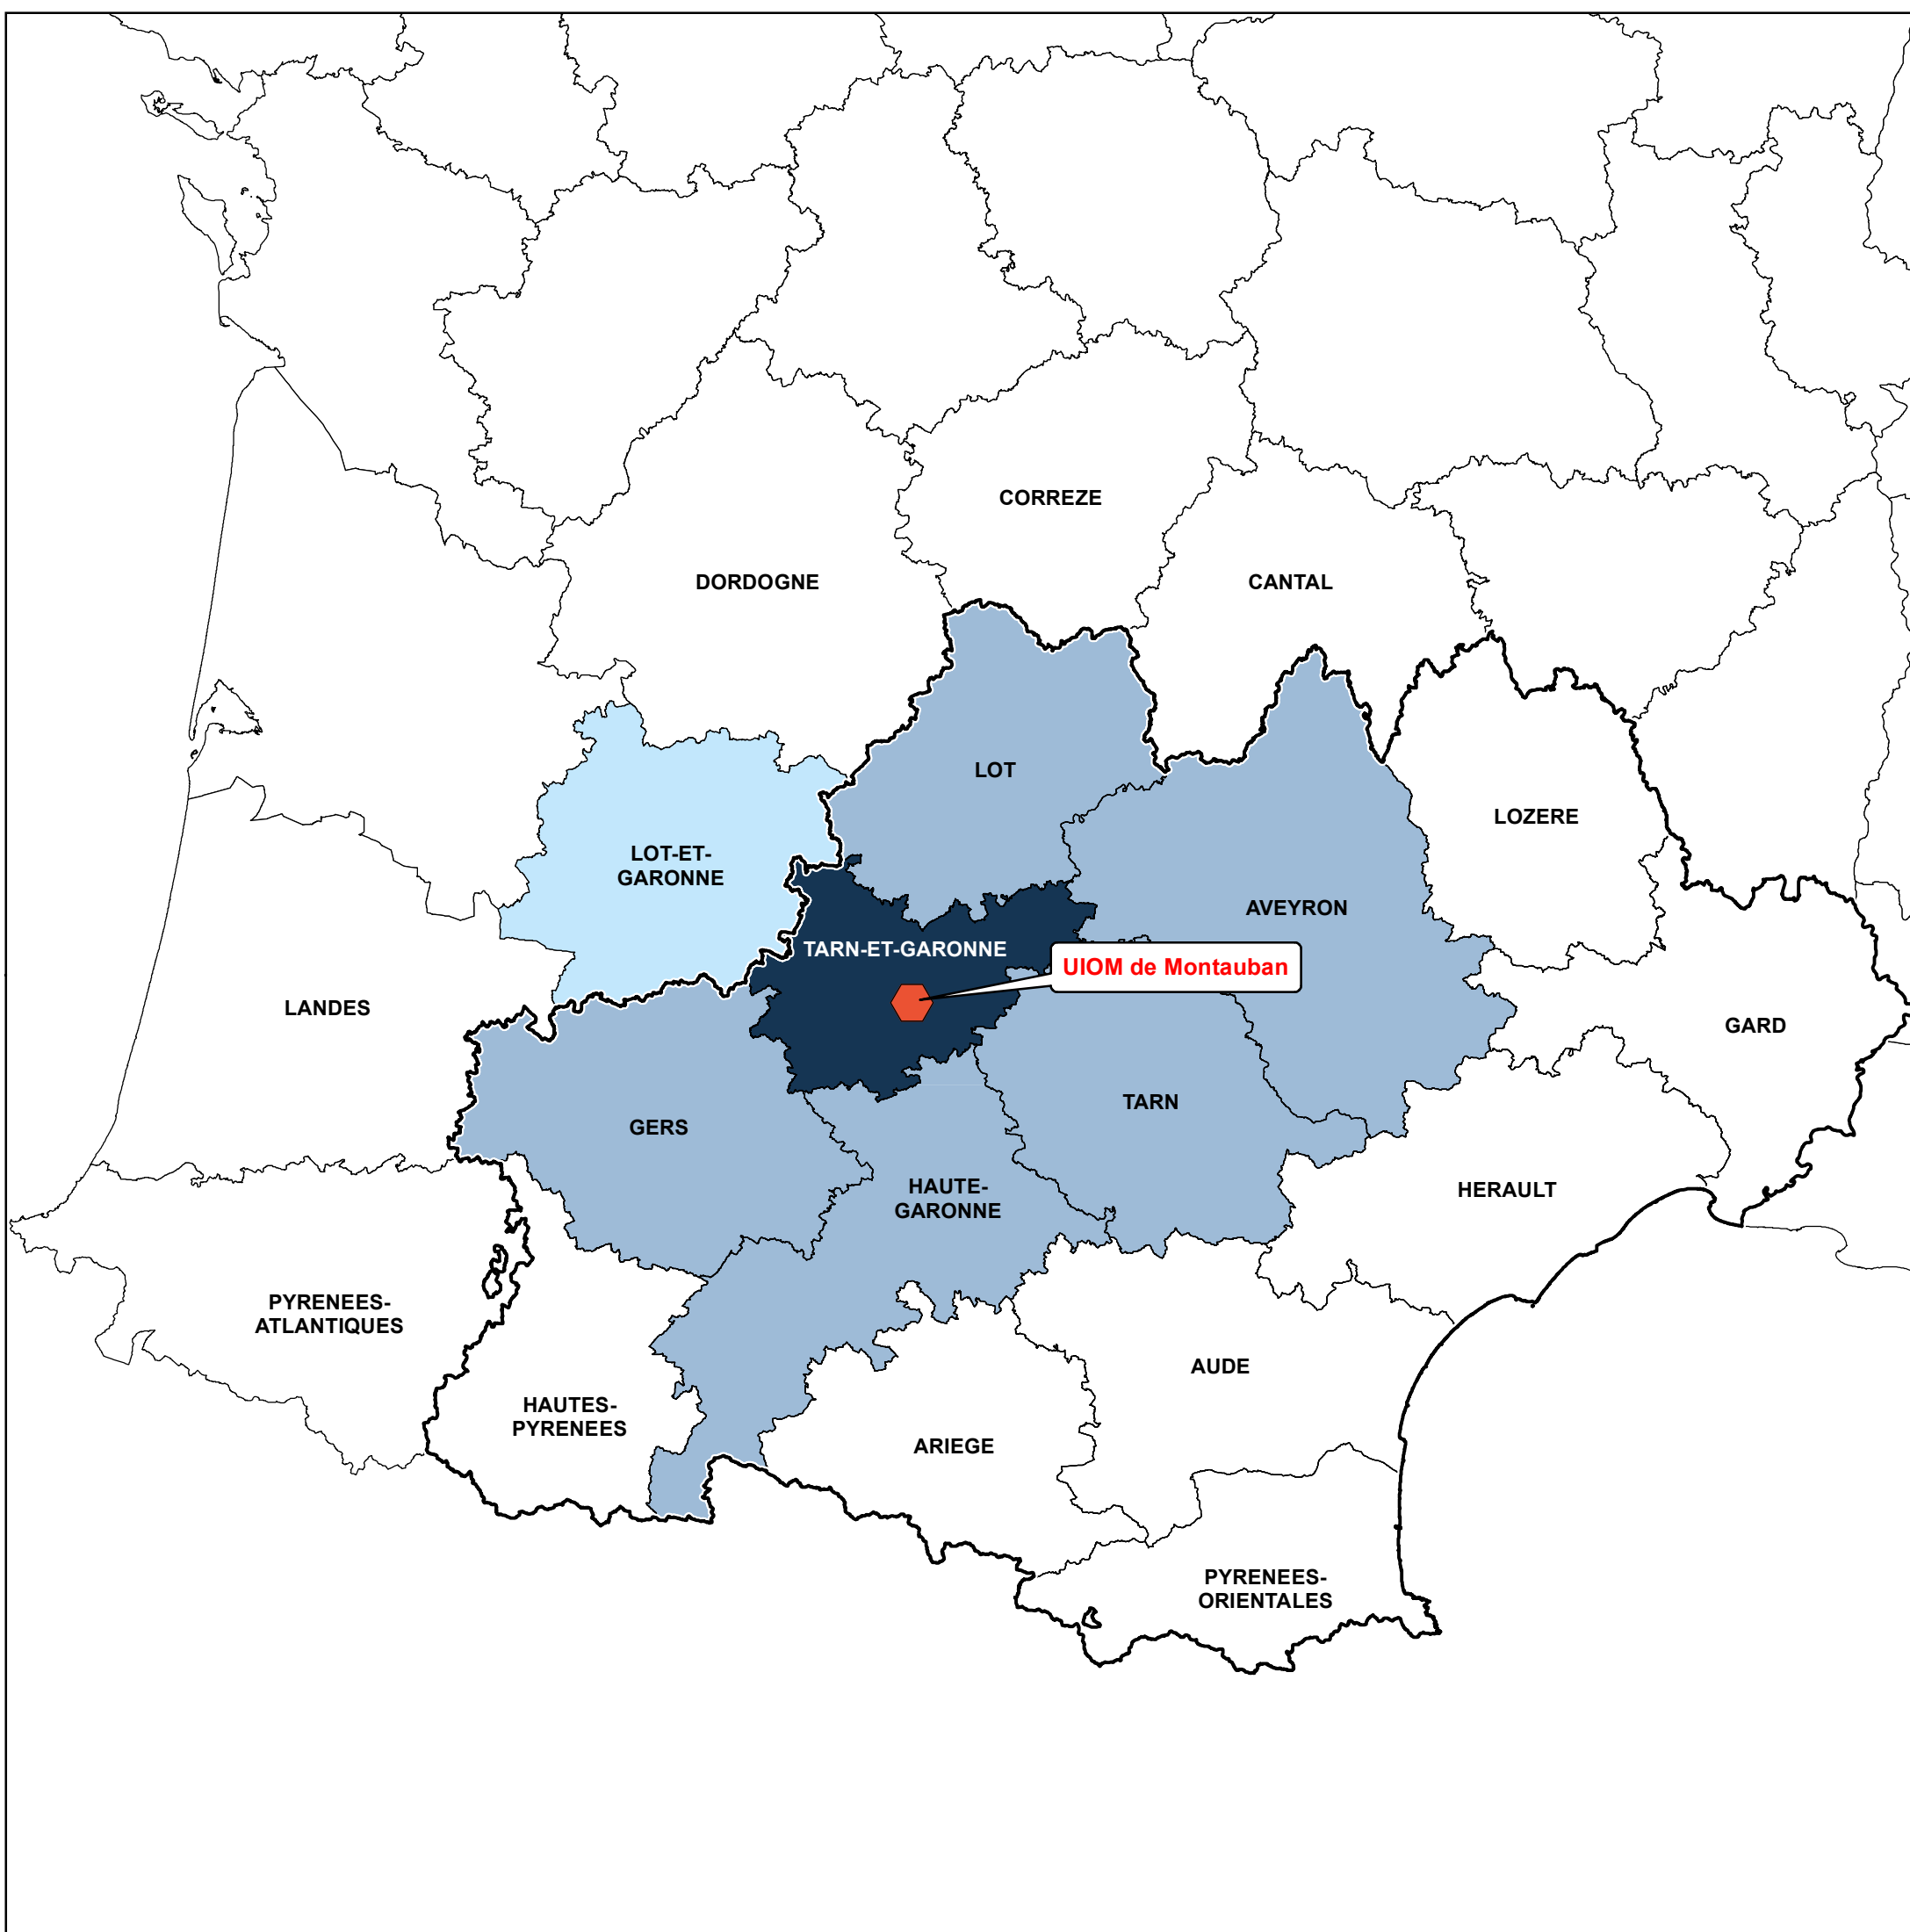 CORREZE
DORDOGNE
CANTAL
LOT
LOZERE
LOT-ET-
GARONNE
AVEYRON
TARN-ET-GARONNE
UIOM de Montauban
LANDES
GARD
TARN
GERS
HAUTE-
GARONNE
HERAULT
PYRENEES-
ATLANTIQUES
AUDE
HAUTES-
PYRENEES
ARIEGE
PYRENEES-
ORIENTALES